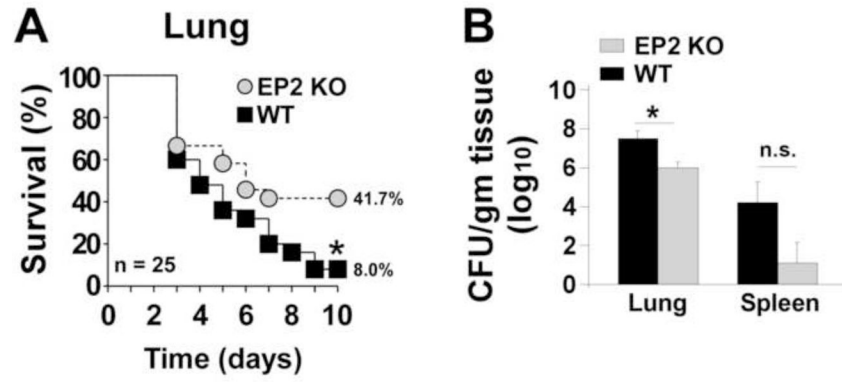 A
Lung
Survival (%)
100
80
60
40
20
0
EP2 KO
WT
41.7%
*
8.0%
n = 25
0 2 4 6 8 10
Time (days)
B
EP2 KO
WT
CFU/gm tissue
(log10)
10
8
6
4
2
0
*
n.s.
Lung Spleen